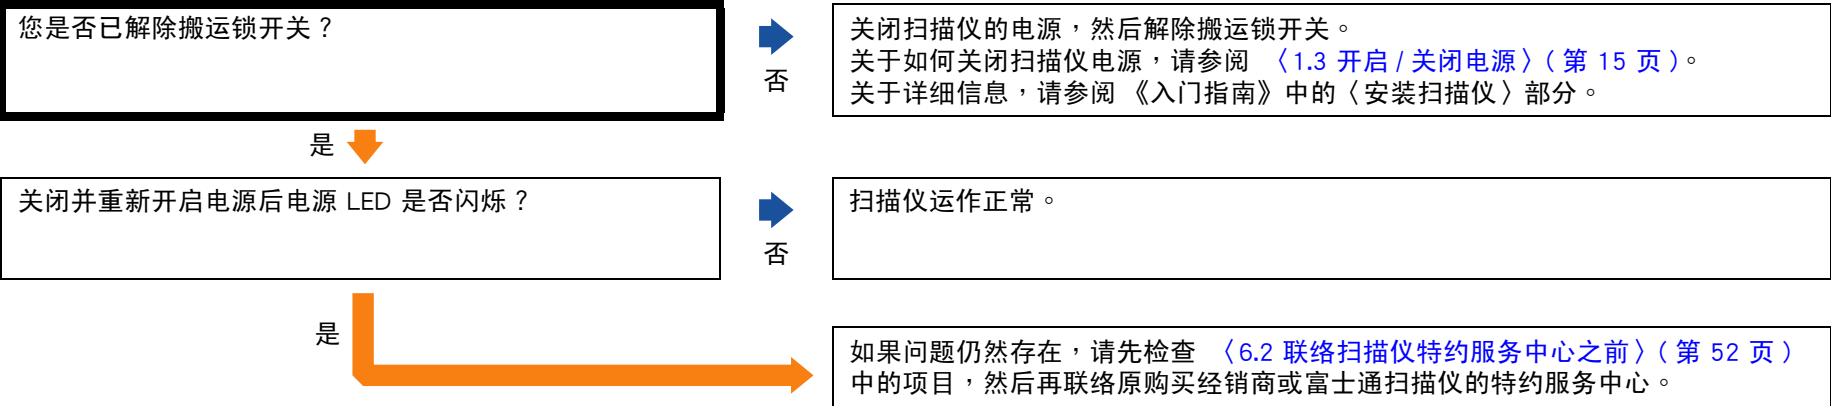 您是否已解除搬运锁开关？
否
关闭扫描仪的电源，然后解除搬运锁开关。
关于如何关闭扫描仪电源，请参阅 〈1.3 开启 / 关闭电源〉( 第 15 页 )。
关于详细信息，请参阅 《入门指南》中的〈安装扫描仪〉部分。
是
关闭并重新开启电源后电源 LED 是否闪烁？
否
扫描仪运作正常。
是
如果问题仍然存在，请先检查 〈6.2 联络扫描仪特约服务中心之前〉( 第 52 页 )
中的项目，然后再联络原购买经销商或富士通扫描仪的特约服务中心。